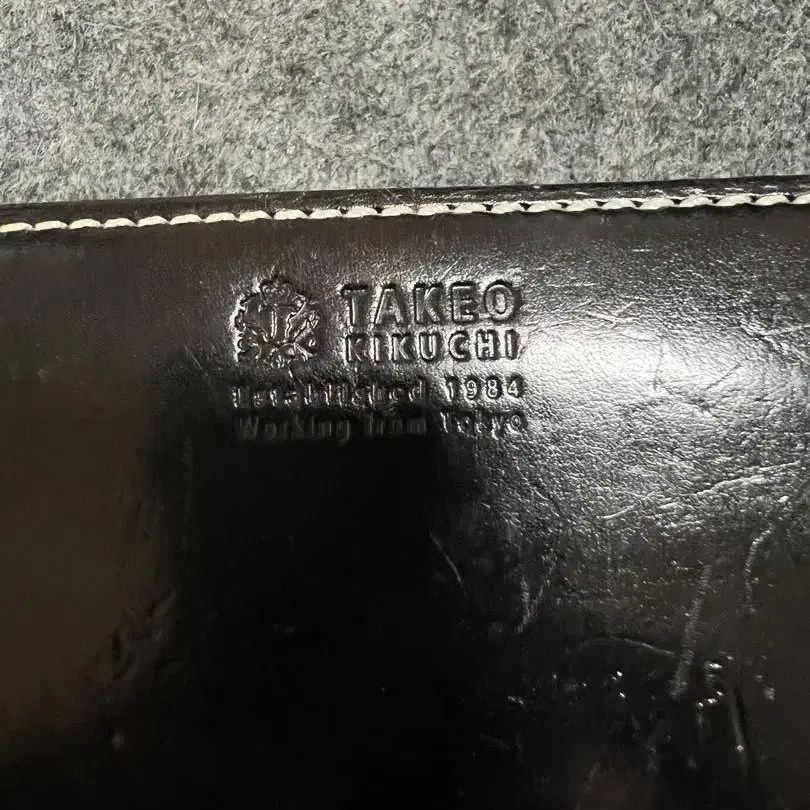 TAKEO
KIKUCHI
Established 1984
Working from Tokyo